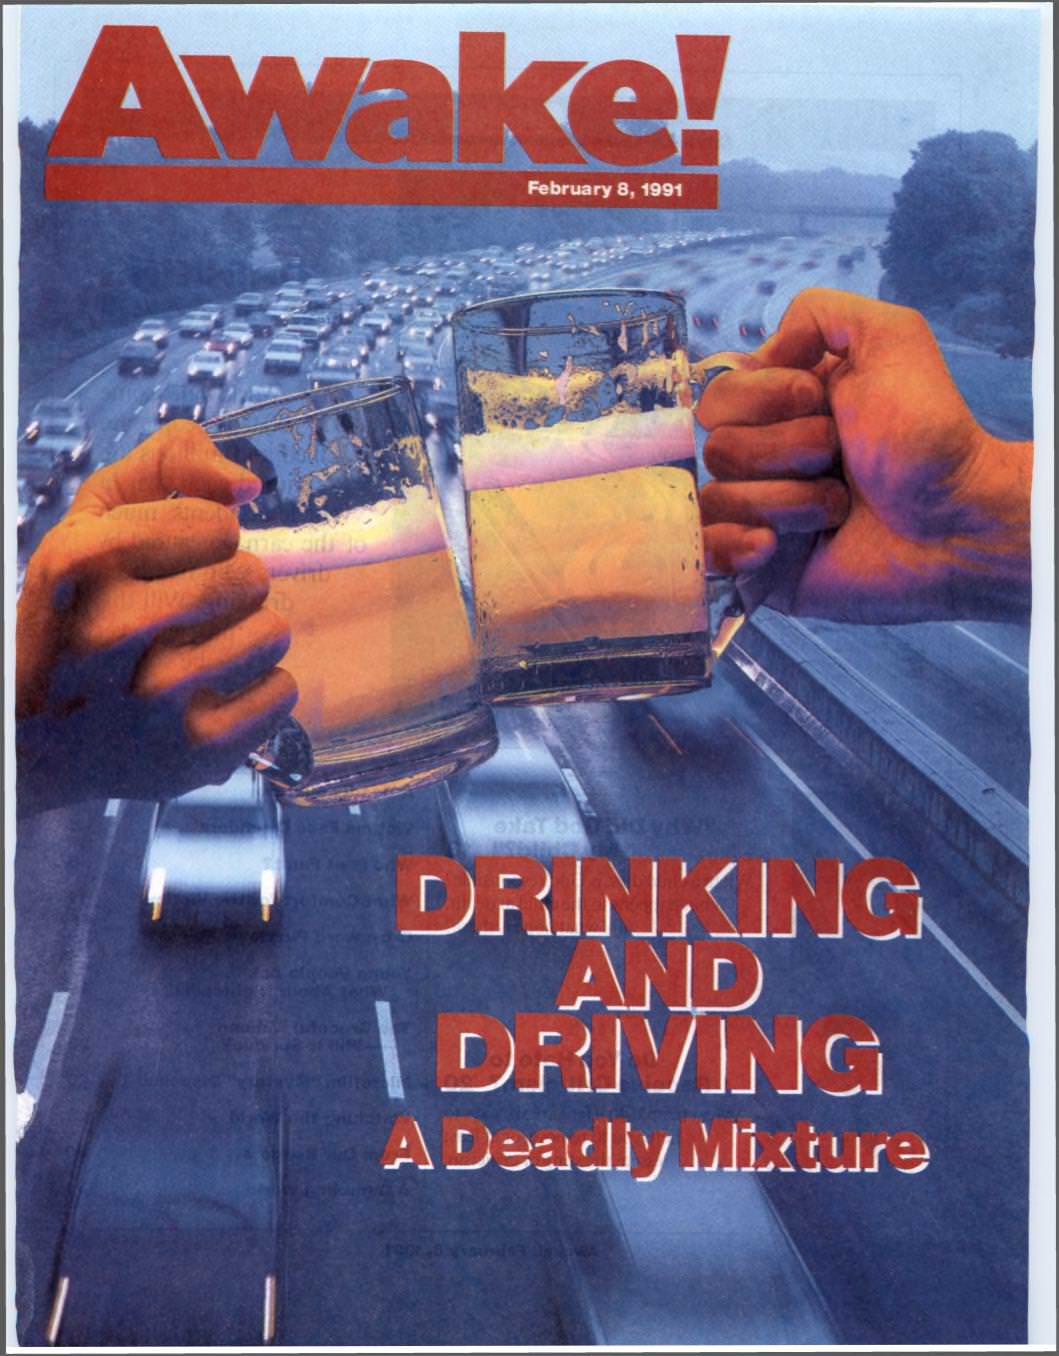 Awake!
February 8, 1991
DRINKING
AND
DRIVING
A Deadly Mixture